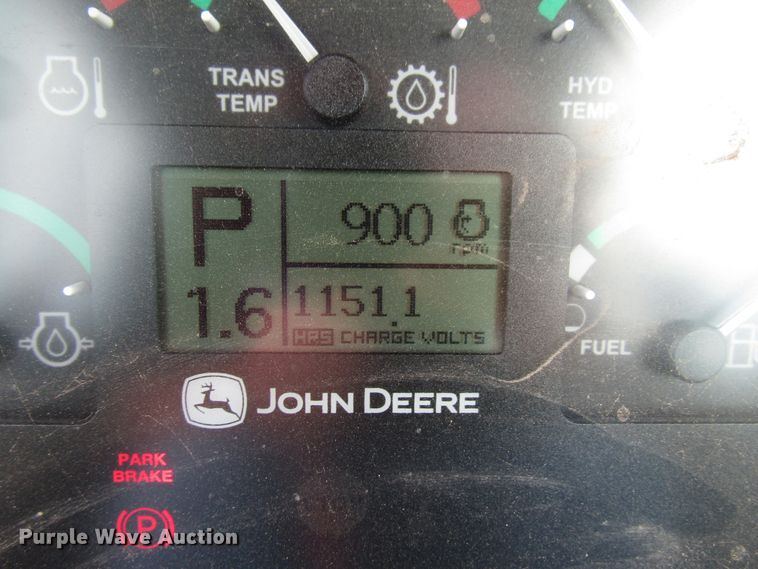 TRANS
TEMP
HYD
TEMP
P
900
rpm
1.6
1151.1
HRS CHARGE VOLTS
FUEL
JOHN DEERE
PARK
BRAKE
P
Purple Wave Auction